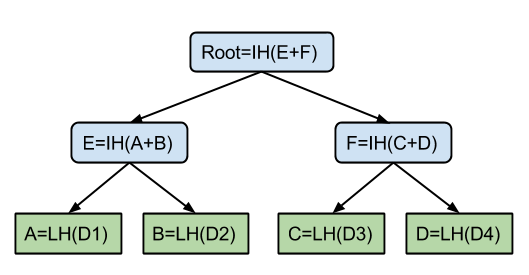 Root=IH(E+F)
E=IH(A+B)
F=IH(C+D)
A=LH(D1)
B=LH(D2)
C=LH(D3)
D=LH(D4)